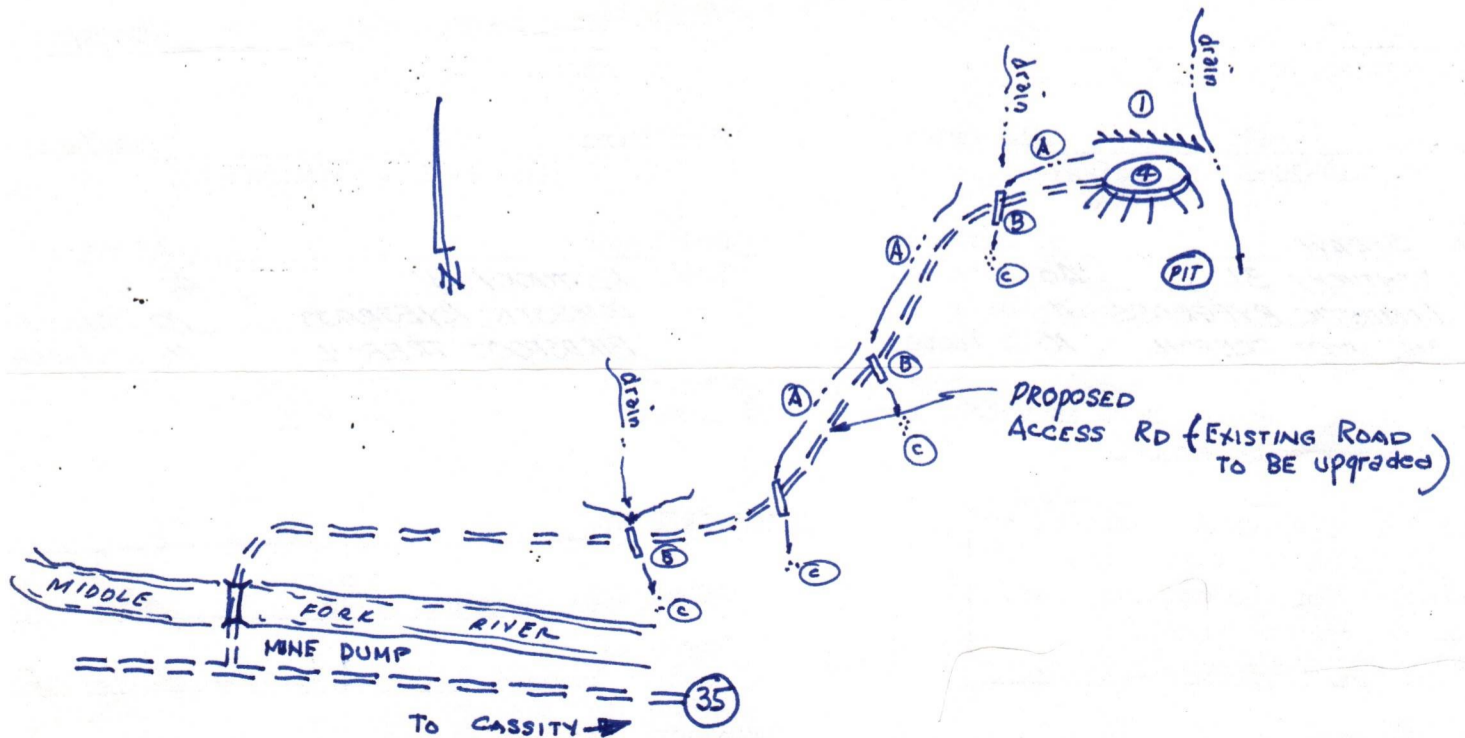 drain
drain
1
A
4
B
A
C
PIT
N
drain
A
B
PROPOSED
ACCESS RD (EXISTING ROAD
TO BE upgraded)
C
B
C
C
MIDDLE FORK RIVER
MINE DUMP
35
TO CASSITY